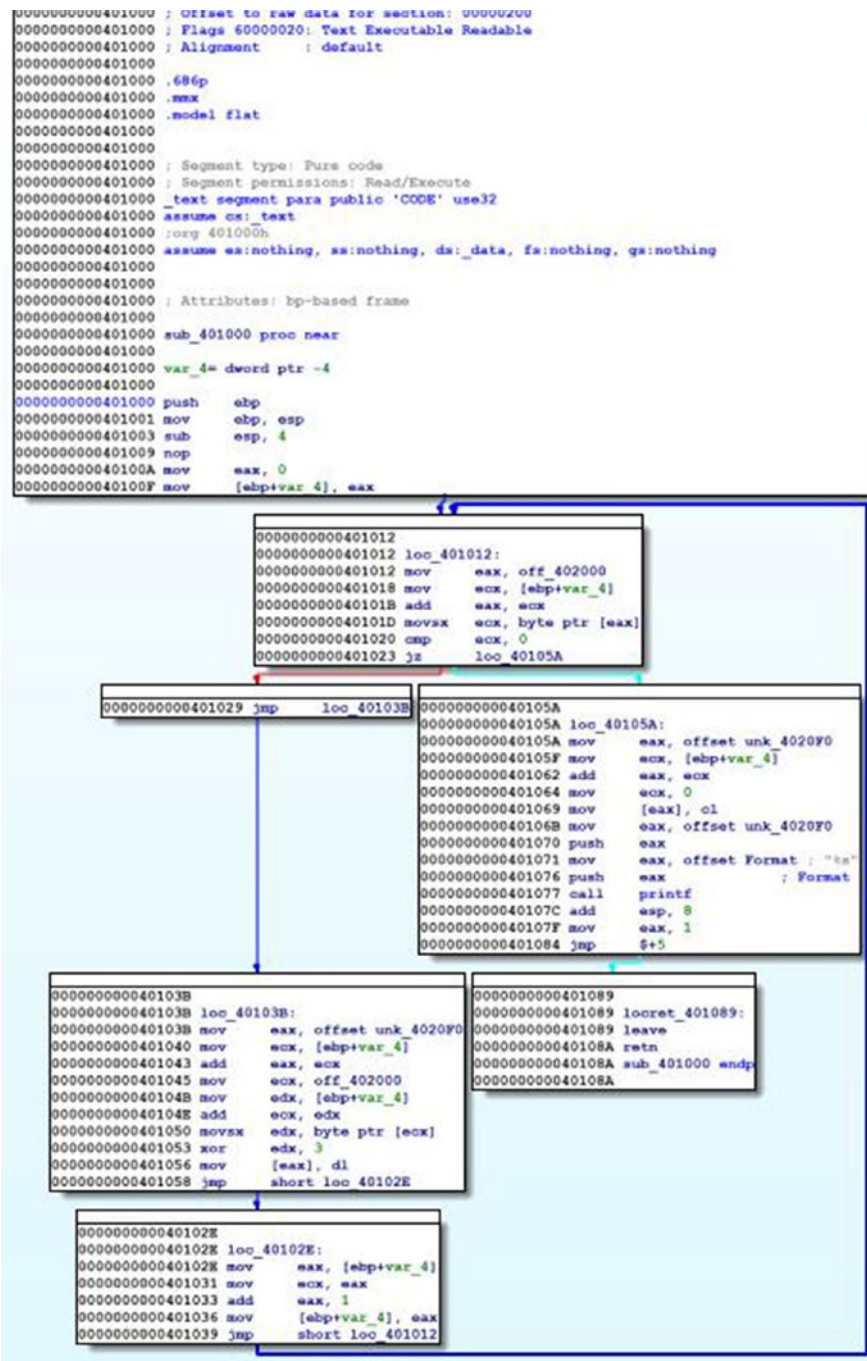 0000000000401000 ; Offset to raw data for section: 00000200
0000000000401000 ; Flags 60000020: Text Executable Readable
0000000000401000 ; Alignment     : default
0000000000401000
0000000000401000 .686p
0000000000401000 .mmx
0000000000401000 .model flat
0000000000401000
0000000000401000
0000000000401000 ; Segment type: Pure code
0000000000401000 ; Segment permissions: Read/Execute
0000000000401000 _text segment para public 'CODE' use32
0000000000401000 assume cs:_text
0000000000401000 ;org 401000h
0000000000401000 assume es:nothing, ss:nothing, ds:_data, fs:nothing, gs:nothing
0000000000401000
0000000000401000
0000000000401000 ; Attributes: bp-based frame
0000000000401000
0000000000401000 sub_401000 proc near
0000000000401000
0000000000401000 var_4= dword ptr -4
0000000000401000
0000000000401000 push    ebp
0000000000401001 mov     ebp, esp
0000000000401003 sub     esp, 4
0000000000401009 nop
000000000040100A mov     eax, 0
000000000040100F mov     [ebp+var_4], eax
0000000000401012
0000000000401012 loc_401012:
0000000000401012 mov     eax, off_402000
0000000000401018 mov     ecx, [ebp+var_4]
000000000040101B add     eax, ecx
000000000040101D movsx   ecx, byte ptr [eax]
0000000000401020 cmp     ecx, 0
0000000000401023 jz      loc_40105A
0000000000401029 jmp     loc_40103B
000000000040105A
000000000040105A loc_40105A:
000000000040105A mov     eax, offset unk_4020F0
000000000040105F mov     ecx, [ebp+var_4]
0000000000401062 add     eax, ecx
0000000000401064 mov     ecx, 0
0000000000401069 mov     [eax], cl
000000000040106B mov     eax, offset unk_4020F0
0000000000401070 push    eax
0000000000401071 mov     eax, offset Format ; "%s"
0000000000401076 push    eax             ; Format
0000000000401077 call    printf
000000000040107C add     esp, 8
000000000040107F mov     eax, 1
0000000000401084 jmp     $+5
000000000040103B
000000000040103B loc_40103B:
000000000040103B mov     eax, offset unk_4020F0
0000000000401040 mov     ecx, [ebp+var_4]
0000000000401043 add     eax, ecx
0000000000401045 mov     ecx, off_402000
000000000040104B mov     edx, [ebp+var_4]
000000000040104E add     ecx, edx
0000000000401050 movsx   edx, byte ptr [ecx]
0000000000401053 xor     edx, 3
0000000000401056 mov     [eax], dl
0000000000401058 jmp     short loc_40102E
0000000000401089
0000000000401089 locret_401089:
0000000000401089 leave
000000000040108A retn
000000000040108A sub_401000 endp
000000000040108A
000000000040102E
000000000040102E loc_40102E:
000000000040102E mov     eax, [ebp+var_4]
0000000000401031 mov     ecx, eax
0000000000401033 add     eax, 1
0000000000401036 mov     [ebp+var_4], eax
0000000000401039 jmp     short loc_401012